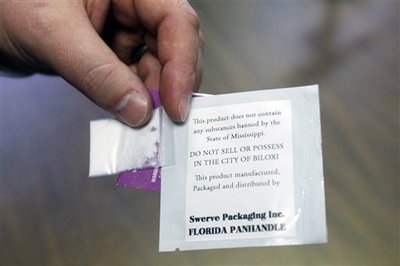 This product does not contain
any substances banned by the
State of Mississippi.
DO NOT SELL OR POSSESS
IN THE CITY OF BILOXI
This product manufactured.
Packaged and distributed by
Swerve Packaging Inc.
FLORIDA PANHANDLE